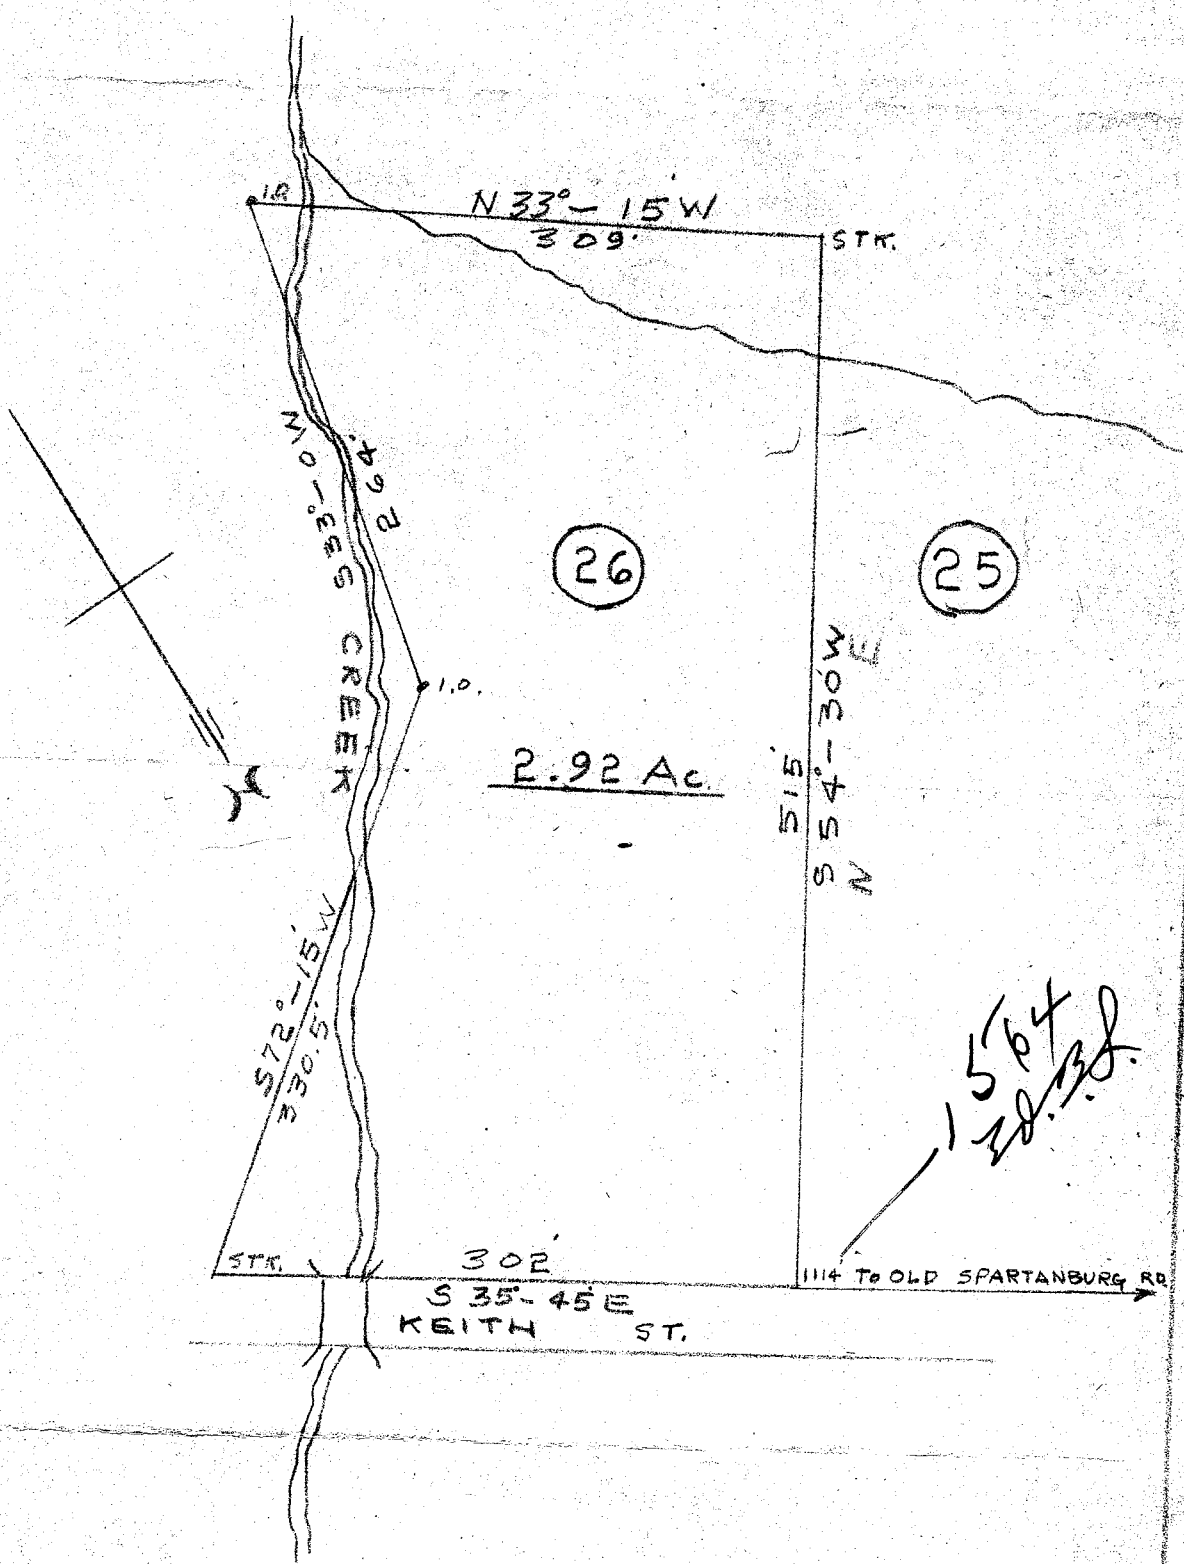 I.O.
N 33° - 15' W
309'
STK.
S 33° - 0' W
264'
26
25
CREEK
I.O.
2.92 Ac.
515'
S 54° - 30' W
N E
S 72° - 15' W
330.5'
1564
STK.
302'
1114' To OLD SPARTANBURG RD.
S 35° - 45' E
KEITH ST.